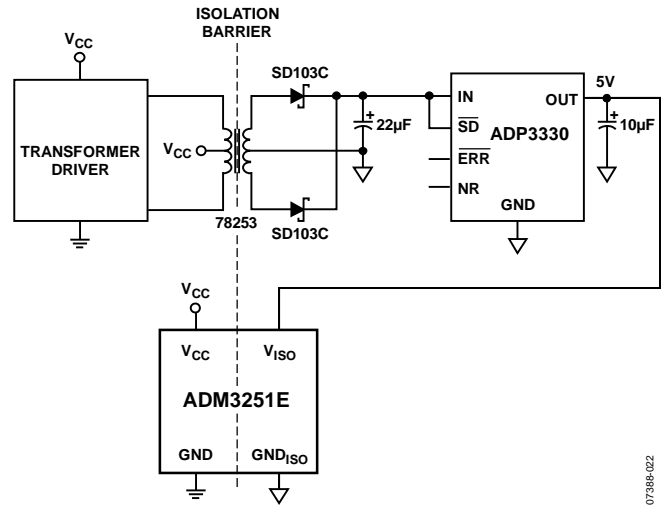 ISOLATION
BARRIER
VCC
SD103C
TRANSFORMER
DRIVER
VCC
78253
SD103C
+
22µF
IN
SD
ERR
NR
OUT
ADP3330
GND
5V
+
10µF
VCC
VCC
VISO
ADM3251E
GND
GNDISO
07388-022